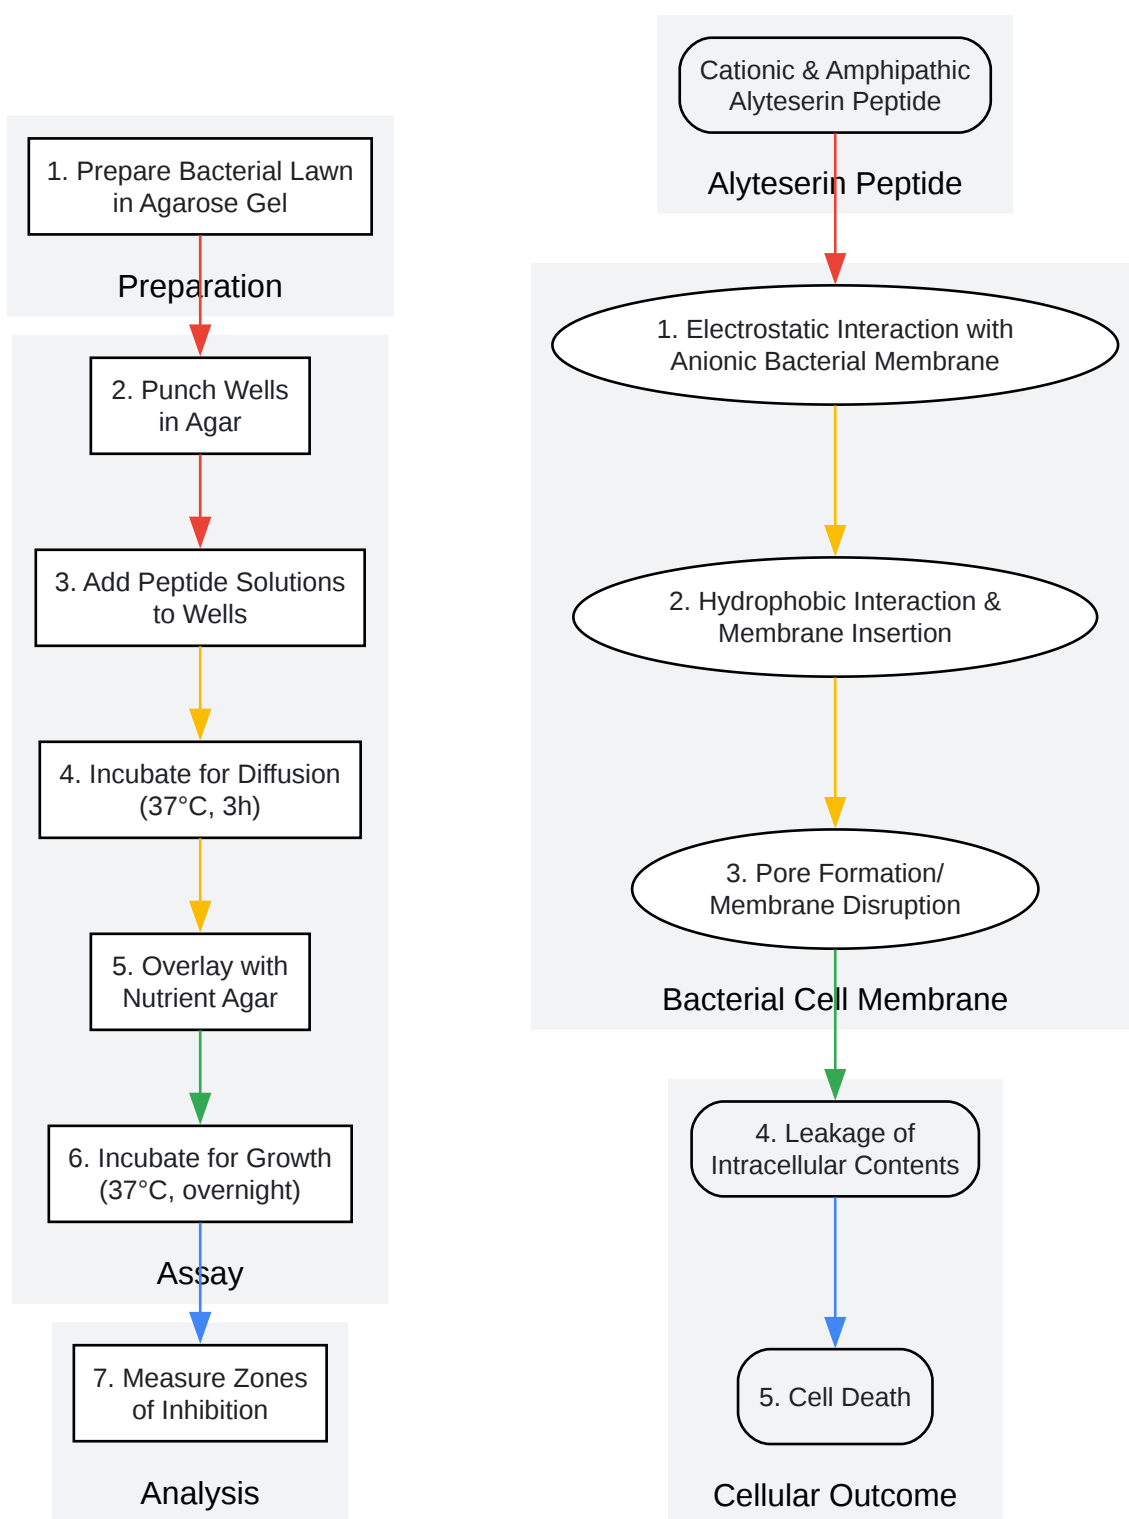 1. Prepare Bacterial Lawn
in Agarose Gel
Preparation
2. Punch Wells
in Agar
3. Add Peptide Solutions
to Wells
4. Incubate for Diffusion
(37°C, 3h)
5. Overlay with
Nutrient Agar
6. Incubate for Growth
(37°C, overnight)
Assay
7. Measure Zones
of Inhibition
Analysis
Cationic & Amphipathic
Alyteserin Peptide
Alyteserin Peptide
1. Electrostatic Interaction with
Anionic Bacterial Membrane
2. Hydrophobic Interaction &
Membrane Insertion
3. Pore Formation/
Membrane Disruption
Bacterial Cell Membrane
4. Leakage of
Intracellular Contents
5. Cell Death
Cellular Outcome